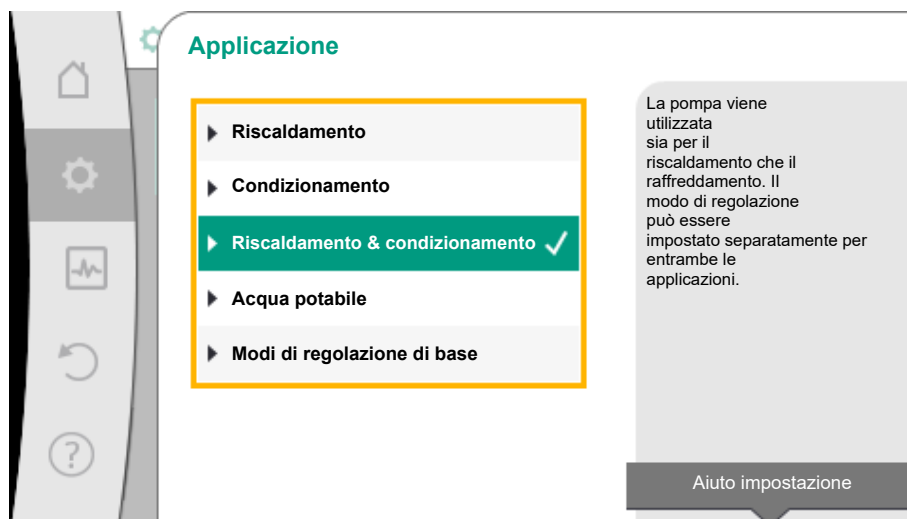 Applicazione
Riscaldamento
Condizionamento
Riscaldamento & condizionamento
Acqua potabile
Modi di regolazione di base
La pompa viene
utilizzata
sia per il
riscaldamento che il
raffreddamento. Il
modo di regolazione
può essere
impostato separatamente per
entrambe le
applicazioni.
Aiuto impostazione
?